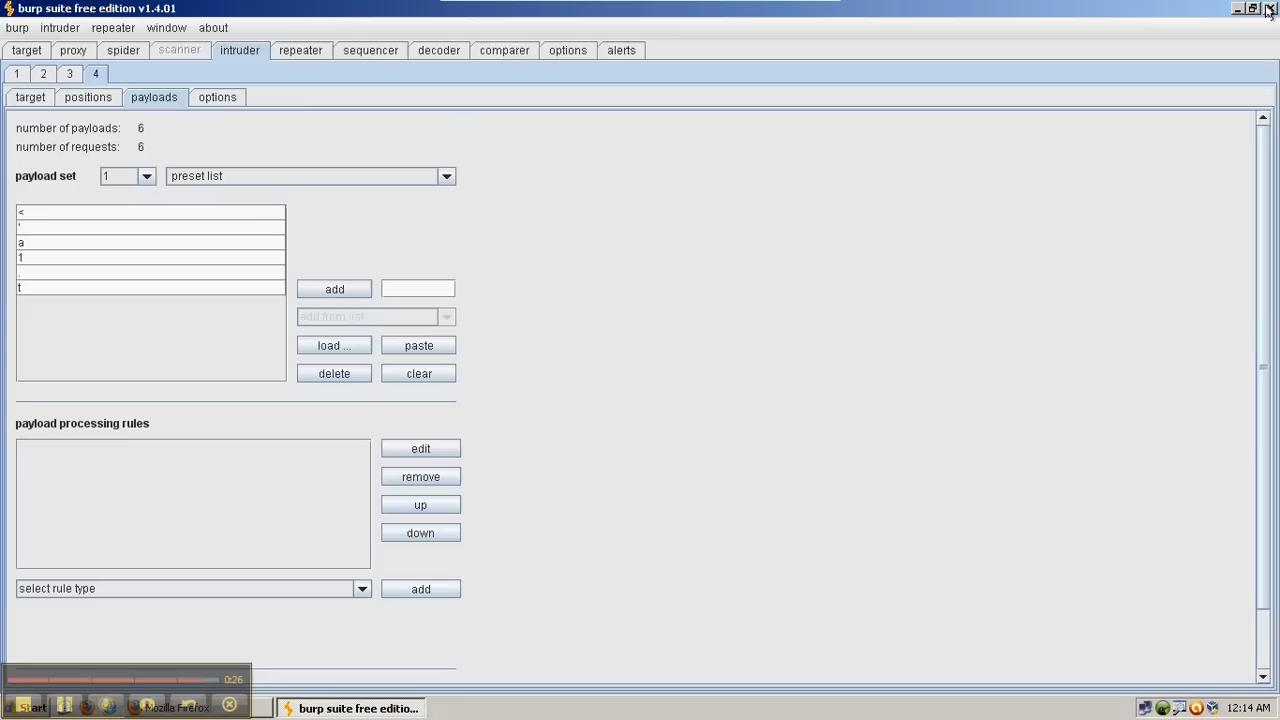 burp suite free edition v1.4.01
burp intruder repeater window about
target proxy spider scanner intruder repeater sequencer decoder comparer options alerts
1 2 3 4
target positions payloads options
number of payloads: 6
number of requests: 6
payload set 1 preset list
<
'
a
1
.
t
add
add from list
load ... paste
delete clear
payload processing rules
edit
remove
up
down
select rule type add
0:26
Start Mozilla Firefox burp suite free editio... 12:14 AM